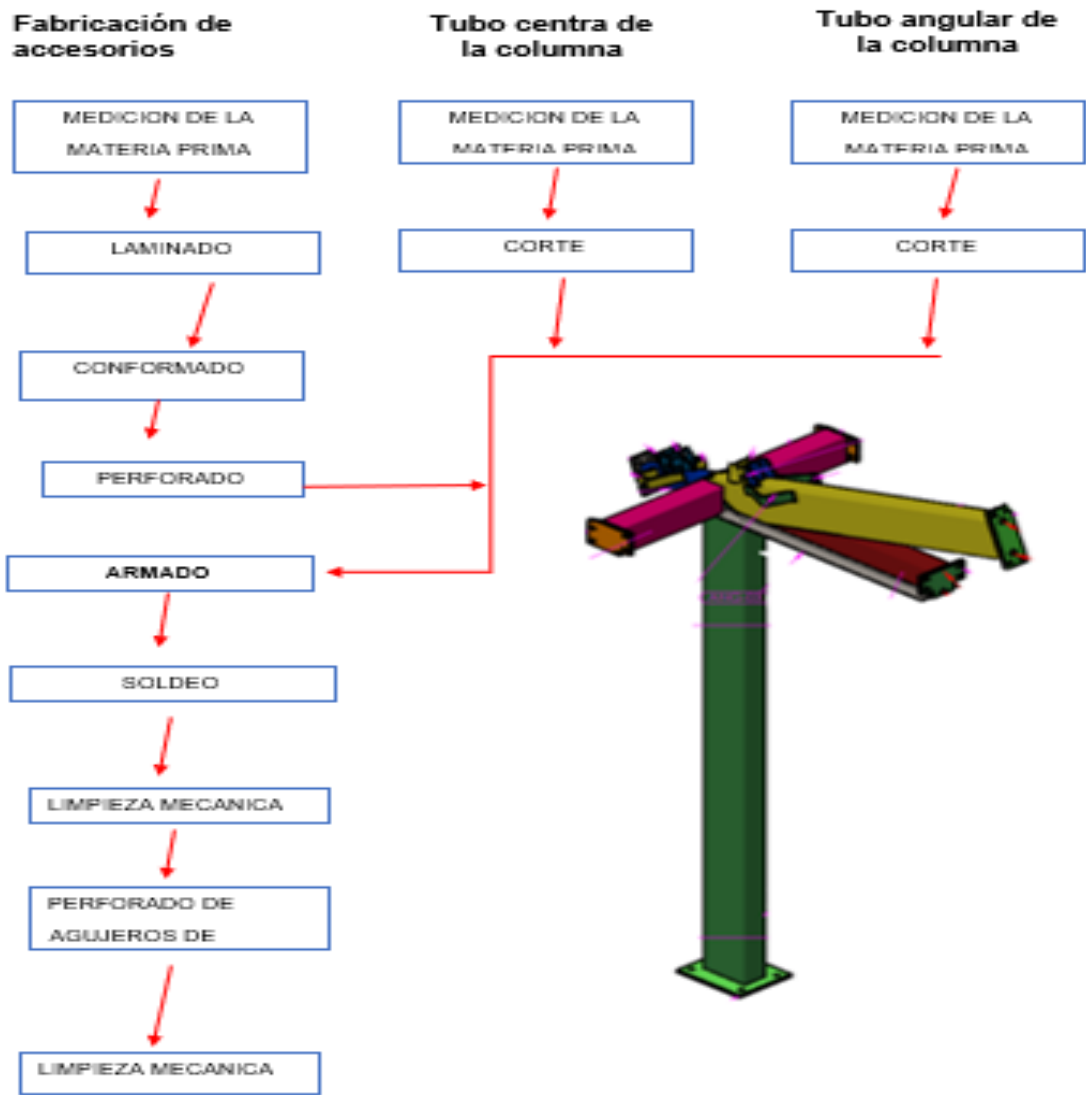 Fabricación de
accesorios
MEDICION DE LA
MATERIA PRIMA
LAMINADO
CONFORMADO
PERFORADO
ARMADO
SOLDEO
LIMPIEZA MECANICA
PERFORADO DE
AGUJEROS DE
LIMPIEZA MECANICA
Tubo centra de
la columna
MEDICION DE LA
MATERIA PRIMA
CORTE
Tubo angular de
la columna
MEDICION DE LA
MATERIA PRIMA
CORTE